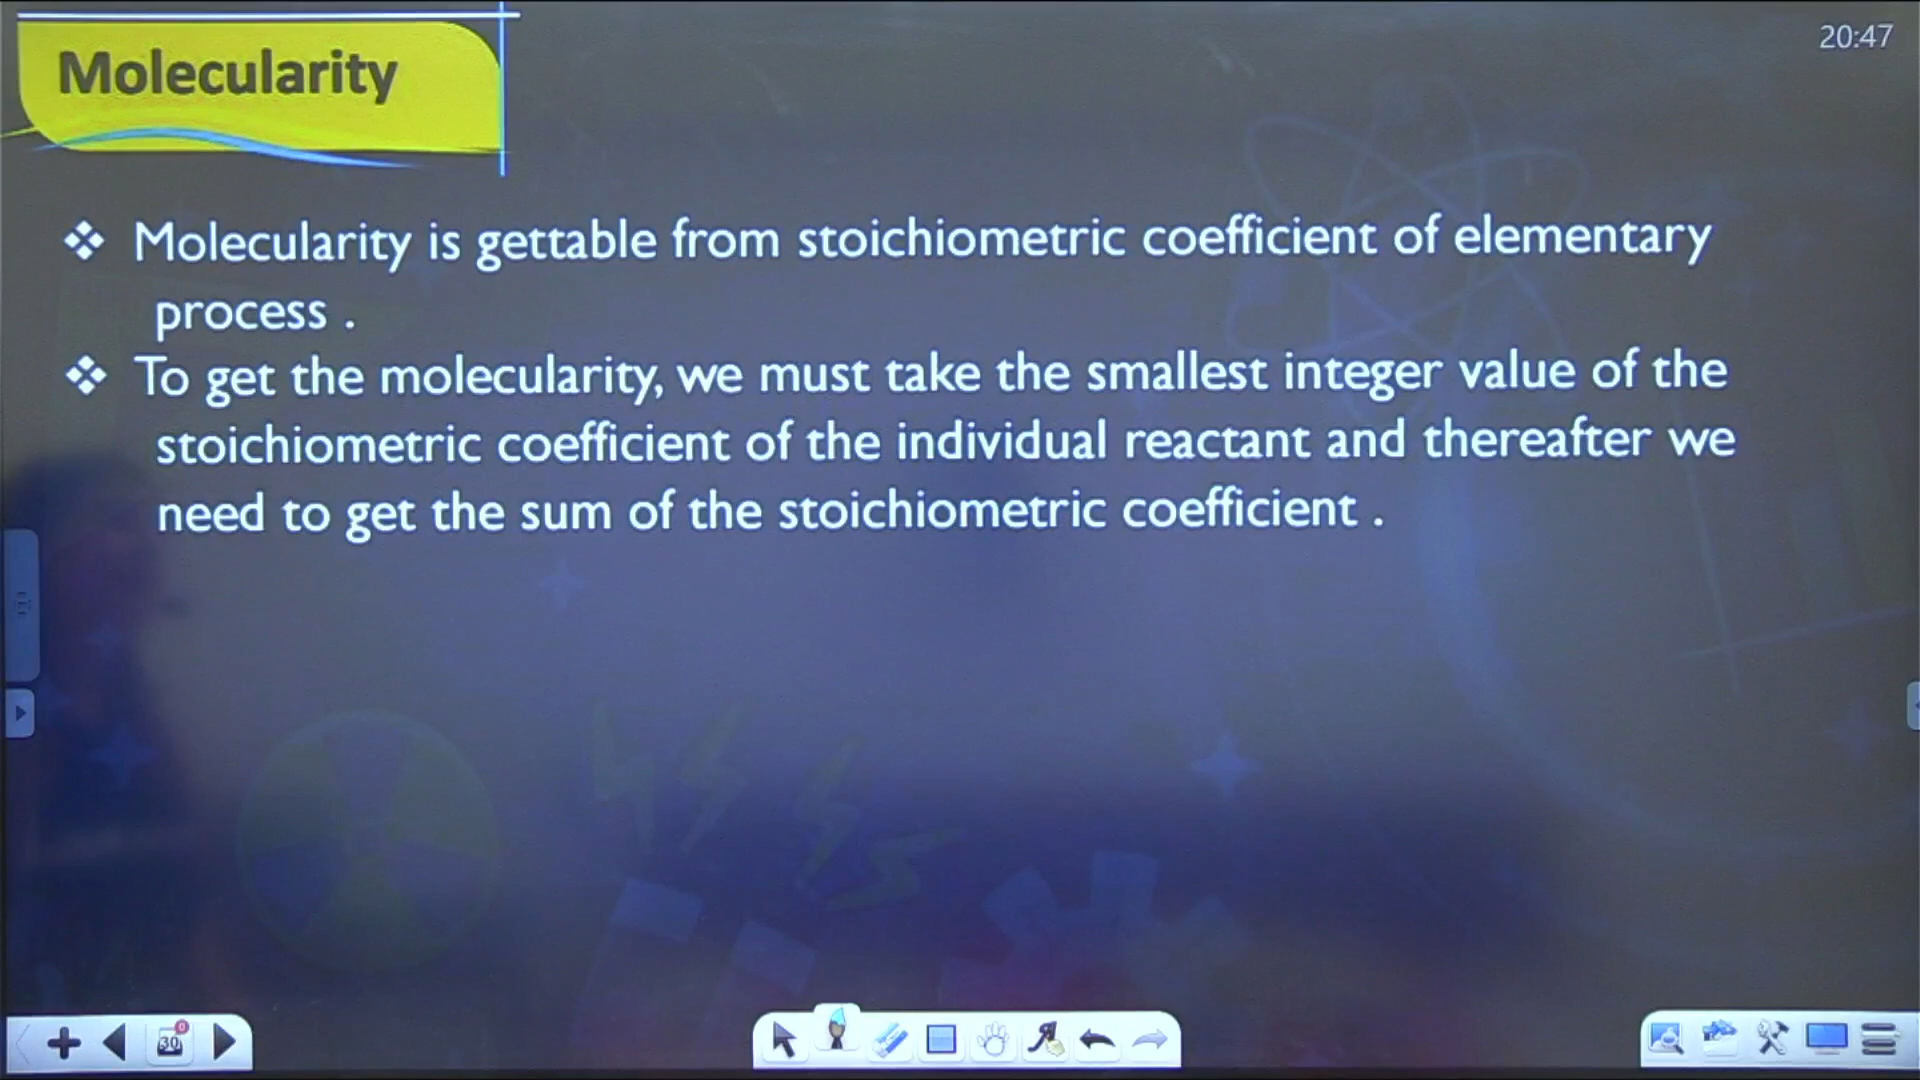 Molecularity
20:47
❖ Molecularity is gettable from stoichiometric coefficient of elementary
process .
❖ To get the molecularity, we must take the smallest integer value of the
stoichiometric coefficient of the individual reactant and thereafter we
need to get the sum of the stoichiometric coefficient .
30
0